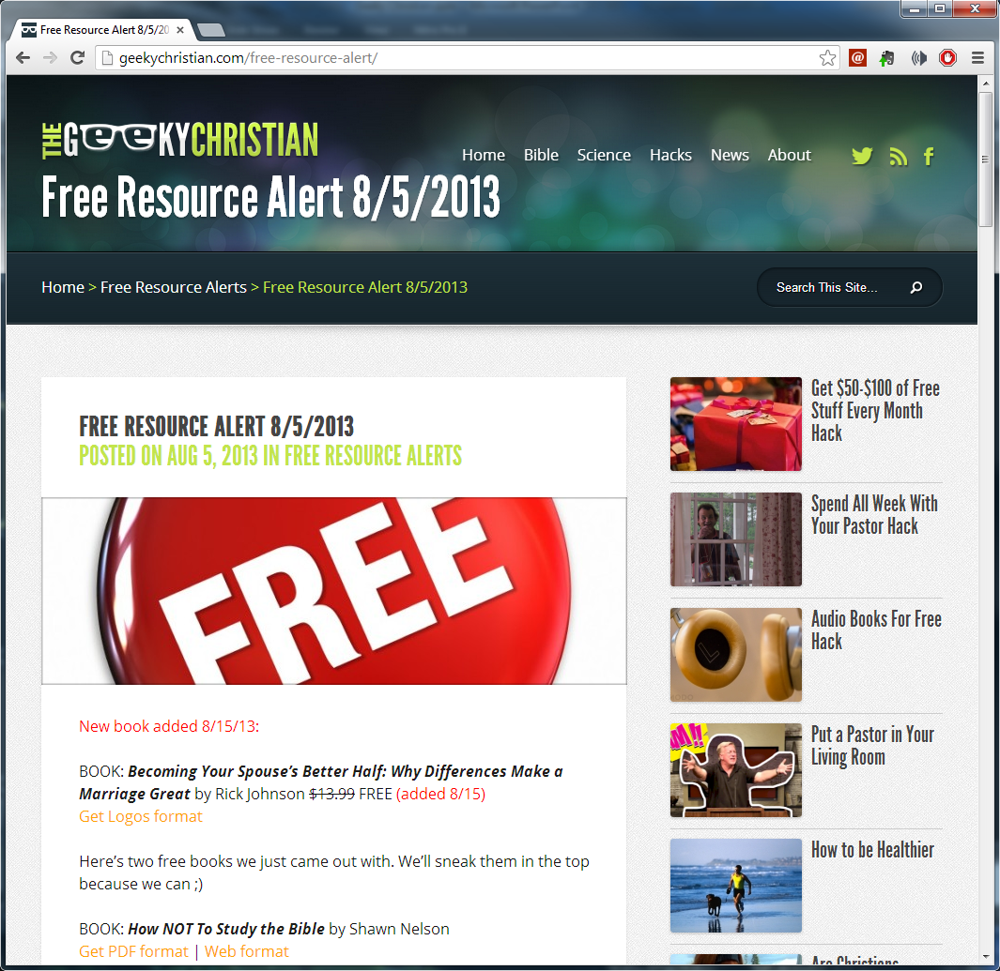 Free Resource Alert 8/5/20
geekychristian.com/free-resource-alert/
THE GeeKYCHRISTIAN
Home Bible Science Hacks News About
Free Resource Alert 8/5/2013
Home > Free Resource Alerts > Free Resource Alert 8/5/2013
Search This Site...
FREE RESOURCE ALERT 8/5/2013
POSTED ON AUG 5, 2013 IN FREE RESOURCE ALERTS
FREE
New book added 8/15/13:
BOOK: Becoming Your Spouse's Better Half: Why Differences Make a
Marriage Great by Rick Johnson $13.99 FREE (added 8/15)
Get Logos format
Here's two free books we just came out with. We'll sneak them in the top
because we can ;)
BOOK: How NOT To Study the Bible by Shawn Nelson
Get PDF format | Web format
Get $50-$100 of Free
Stuff Every Month
Hack
Spend All Week With
Your Pastor Hack
Audio Books For Free
Hack
AM!!
Put a Pastor in Your
Living Room
How to be Healthier
Are Christians